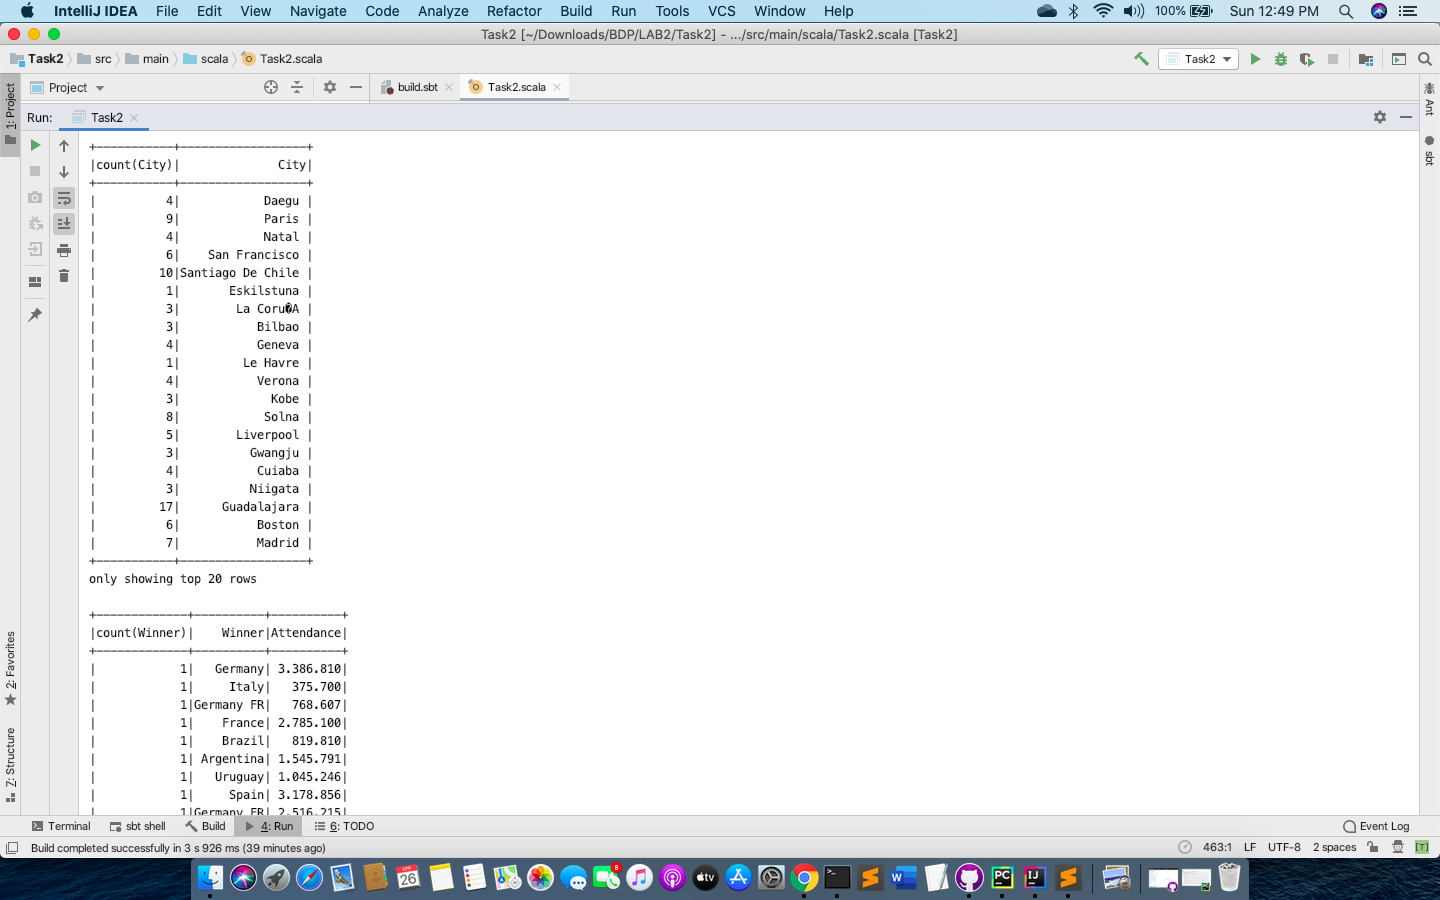 IntelliJ IDEA File Edit View Navigate Code Analyze Refactor Build Run Tools VCS Window Help 100% Sun 12:49 PM
Task2 [~/Downloads/BDP/LAB2/Task2] - .../src/main/scala/Task2.scala [Task2]
Task2 src main scala Task2.scala Task2
1: Project Project build.sbt Task2.scala Ant
Run: Task2
sbt
+-----------+------------------+
|count(City)| City|
+-----------+------------------+
| 4| Daegu |
| 9| Paris |
| 4| Natal |
| 6| San Francisco |
| 10|Santiago De Chile |
| 1| Eskilstuna |
| 3| La Coru�A |
| 3| Bilbao |
| 4| Geneva |
| 1| Le Havre |
| 4| Verona |
| 3| Kobe |
| 8| Solna |
| 5| Liverpool |
| 3| Gwangju |
| 4| Cuiaba |
| 3| Niigata |
| 17| Guadalajara |
| 6| Boston |
| 7| Madrid |
+-----------+------------------+
only showing top 20 rows
+-------------+----------+----------+
|count(Winner)| Winner|Attendance|
+-------------+----------+----------+
| 1| Germany| 3.386.810|
| 1| Italy| 375.700|
| 1|Germany FR| 768.607|
| 1| France| 2.785.100|
| 1| Brazil| 819.810|
| 1| Argentina| 1.545.791|
| 1| Uruguay| 1.045.246|
| 1| Spain| 3.178.856|
| 1|Germany FR| 2.516.215|
2: Favorites
Z: Structure
Terminal sbt shell Build 4: Run 6: TODO Event Log
Build completed successfully in 3 s 926 ms (39 minutes ago) 463:1 LF UTF-8 2 spaces [T]
APR 26 8 tv PC IJ